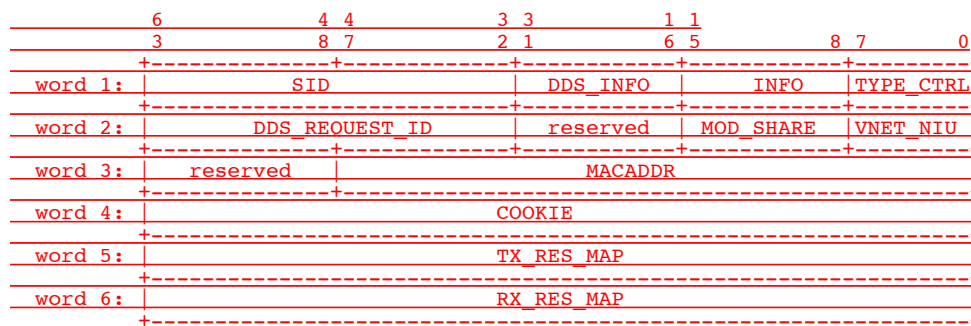 6                4 4              3 3             1 1
         3                8 7              2 1             6 5           8 7         0
        +-----------------+----------------+---------------+---------------+-----------
word 1: |              SID                 |   DDS_INFO    |      INFO     |TYPE_CTRL
        +----------------------------------+---------------+---------------+-----------
word 2: |          DDS_REQUEST_ID          |   reserved    |   MOD_SHARE   |VNET_NIU
        +-----------------+----------------+---------------+---------------+-----------
word 3: |    reserved     |                        MACADDR
        +-----------------+------------------------------------------------------------
word 4: |                                COOKIE
        +------------------------------------------------------------------------------
word 5: |                                TX_RES_MAP
        +------------------------------------------------------------------------------
word 6: |                                RX_RES_MAP
        +------------------------------------------------------------------------------